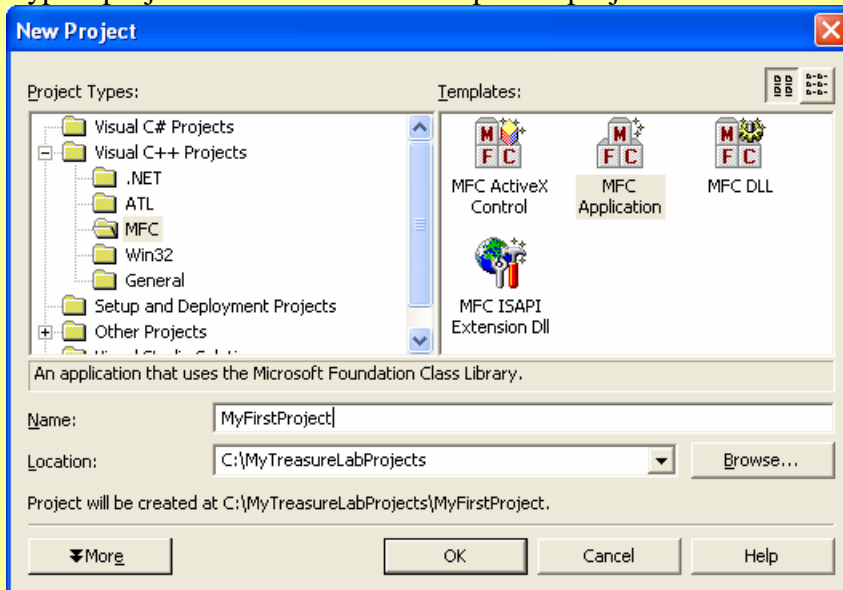 New Project
Project Types:
Templates:
Visual C# Projects
Visual C++ Projects
.NET
ATL
MFC
Win32
General
Setup and Deployment Projects
Other Projects
MFC ActiveX
Control
MFC
Application
MFC DLL
MFC ISAPI
Extension Dll
An application that uses the Microsoft Foundation Class Library.
Name:
MyFirstProject
Location:
C:\MyTreasureLabProjects
Browse...
Project will be created at C:\MyTreasureLabProjects\MyFirstProject.
More
OK
Cancel
Help